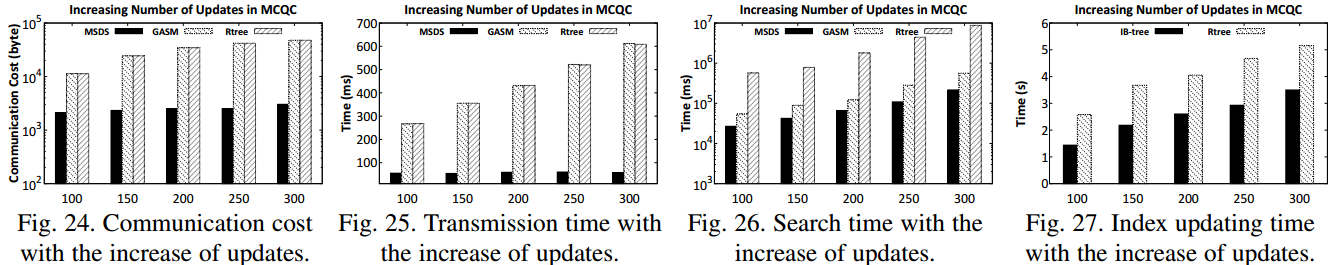 Increasing Number of Updates in MCQC
MSDS GASM Rtree
Communication Cost (byte)
10^5
10^4
10^3
10^2
100 150 200 250 300
Fig. 24. Communication cost
with the increase of updates.
Increasing Number of Updates in MCQC
MSDS GASM Rtree
Time (ms)
700
600
500
400
300
200
100
100 150 200 250 300
Fig. 25. Transmission time with
the increase of updates.
Increasing Number of Updates in MCQC
MSDS GASM Rtree
Time (ms)
10^7
10^6
10^5
10^4
10^3
100 150 200 250 300
Fig. 26. Search time with the
increase of updates.
Increasing Number of Updates in MCQC
IB-tree Rtree
Time (s)
6
5
4
3
2
1
0
100 150 200 250 300
Fig. 27. Index updating time
with the increase of updates.